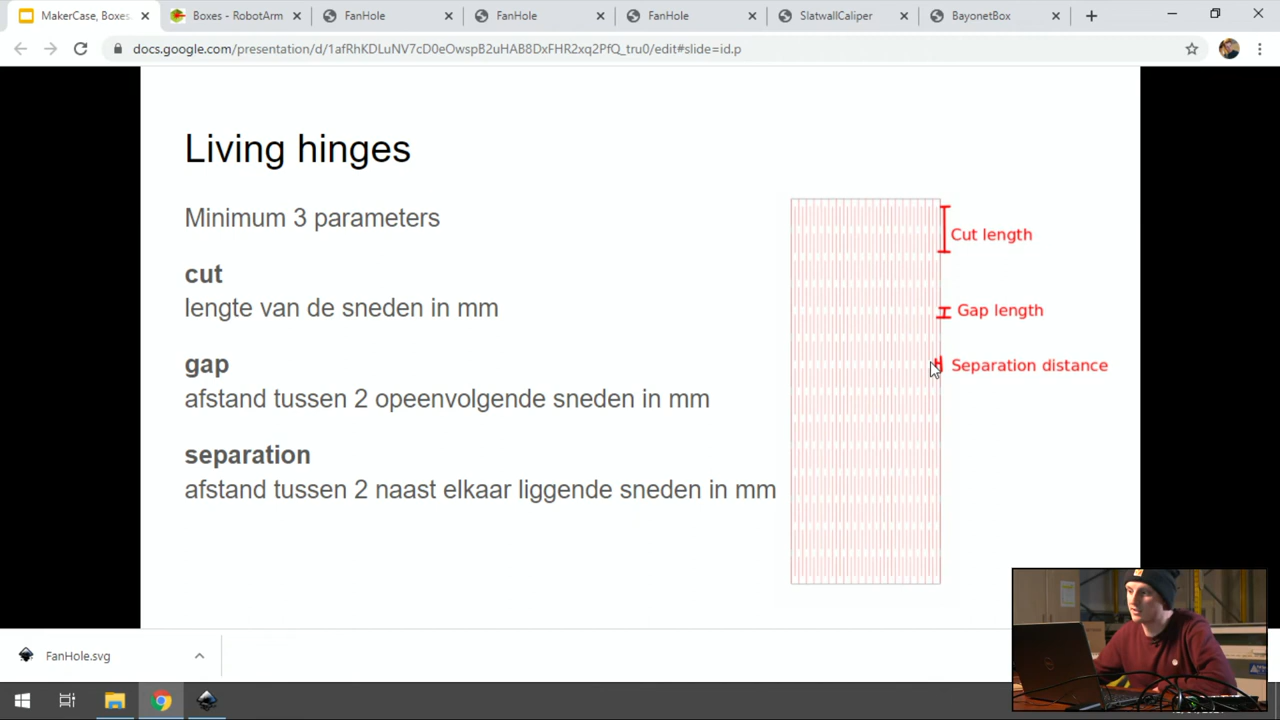 MakerCase, Boxes.
Boxes - RobotArm
FanHole
FanHole
FanHole
SlatwallCaliper
BayonetBox
docs.google.com/presentation/d/1afRhKDLuNV7cD0eOwspB2uHAB8DxFHR2xq2PfQ_tru0/edit#slide=id.p
Living hinges
Minimum 3 parameters
cut
lengte van de sneden in mm
gap
afstand tussen 2 opeenvolgende sneden in mm
separation
afstand tussen 2 naast elkaar liggende sneden in mm
Cut length
Gap length
Separation distance
FanHole.svg